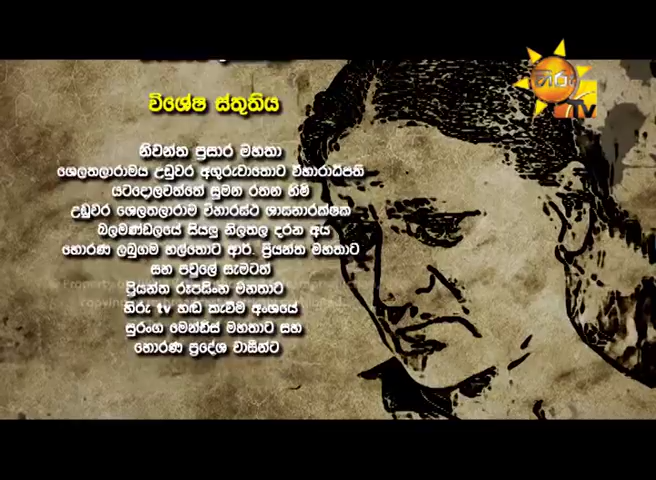 හිරු
TV
විශේෂ ස්තුතිය
නිවන්ත ප්‍රසාර මහතා
ශෛලතලාරාමය උඩුවර අගුරුවාතොට විහාරාධිපති
යටදොලවත්තේ සුමන රතන හිමි
උඩුවර ශෛලතලාරාම විහාරස්ථ ශාසනාරක්ෂක
බලමණ්ඩලයේ සියලු නිලතල දරන අය
හොරණ ලබුගම හල්තොට ආර්. ප්‍රියන්ත මහතාට
සහ පවුලේ සැමටත්
ප්‍රියන්ත රූපසිංහ මහතාට
හිරු tv හඬ කැවීම් අංශයේ
සුරංග මෙන්ඩිස් මහතාට සහ
හොරණ ප්‍රදේශ වාසීන්ට